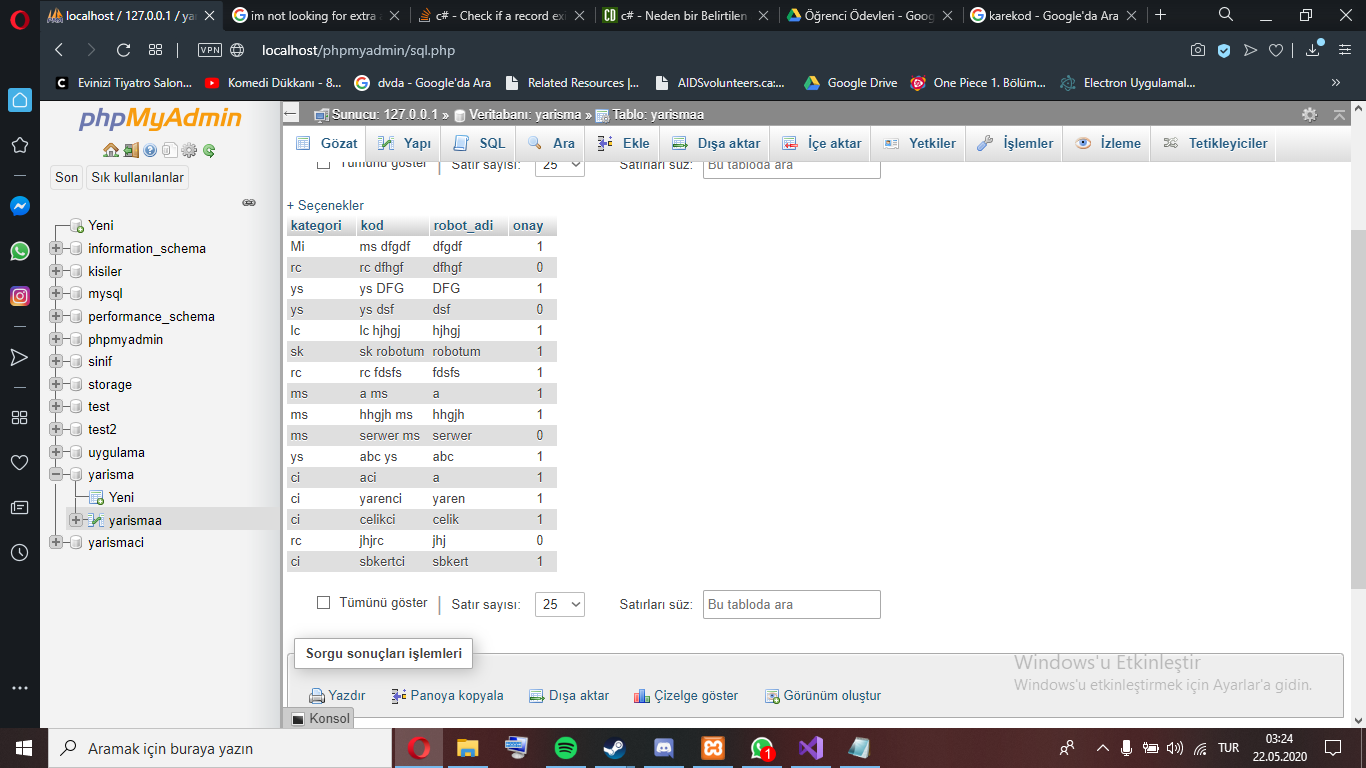 localhost / 127.0.0.1 / yar
im not looking for extra a
c# - Check if a record exi
c# - Neden bir Belirtilen
Öğrenci Ödevleri - Goog
karekod - Google'da Ara
VPN localhost/phpmyadmin/sql.php
Evinizi Tiyatro Salon...
Komedi Dükkanı - 8...
dvda - Google'da Ara
Related Resources |...
AIDSvolunteers.ca:...
Google Drive
One Piece 1. Bölüm...
Electron Uygulamal...
»
phpMyAdmin
Son Sık kullanılanlar
Yeni
information_schema
kisiler
mysql
performance_schema
phpmyadmin
sinif
storage
test
test2
uygulama
yarisma
Yeni
yarismaa
yarismaci
Sunucu: 127.0.0.1 » Veritabanı: yarisma » Tablo: yarismaa
Gözat Yapı SQL Ara Ekle Dışa aktar İçe aktar Yetkiler İşlemler İzleme Tetikleyiciler
Tümünü göster Satır sayısı: 25 Satırları süz: Bu tabloda ara
+ Seçenekler
kategori kod robot_adi onay
Mi ms dfgdf dfgdf 1
rc rc dfhgf dfhgf 0
ys ys DFG DFG 1
ys ys dsf dsf 0
lc lc hjhgj hjhgj 1
sk sk robotum robotum 1
rc rc fdsfs fdsfs 1
ms a ms a 1
ms hhgjh ms hhgjh 1
ms serwer ms serwer 0
ys abc ys abc 1
ci aci a 1
ci yarenci yaren 1
ci celikci celik 1
rc jhjrc jhj 0
ci sbkertci sbkert 1
Tümünü göster Satır sayısı: 25 Satırları süz: Bu tabloda ara
Sorgu sonuçları işlemleri
Yazdır Panoya kopyala Dışa aktar Çizelge göster Görünüm oluştur
Konsol
Windows'u Etkinleştir
Windows'u etkinleştirmek için Ayarlar'a gidin.
Aramak için buraya yazın
1
TUR
03:24
22.05.2020